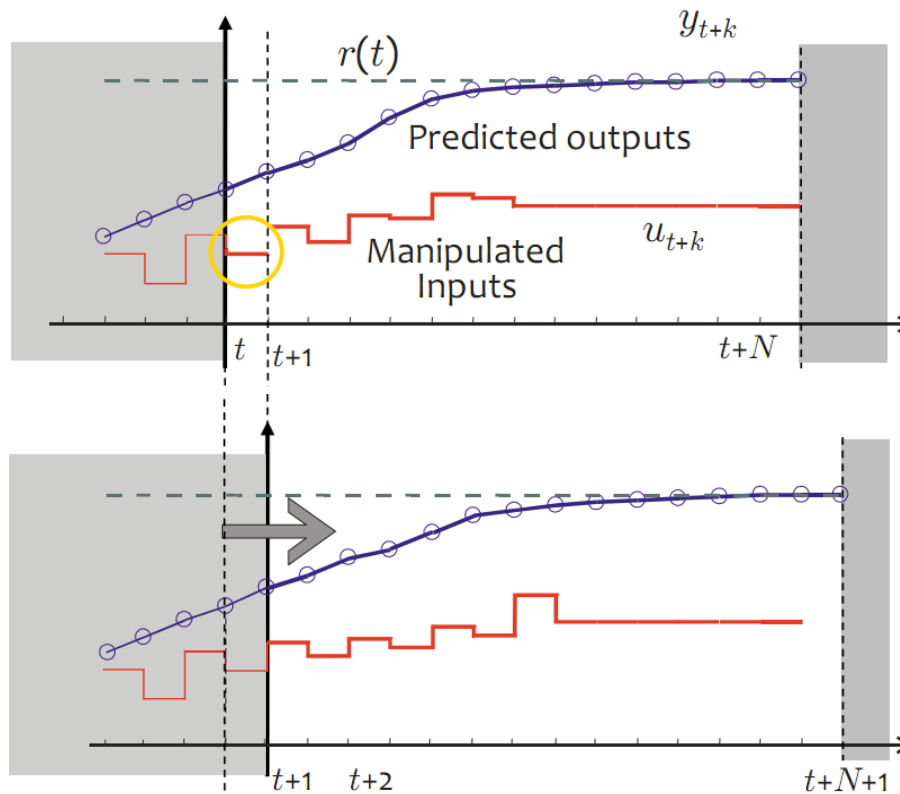 y_{t+k}
r(t)
Predicted outputs
u_{t+k}
Manipulated
Inputs
t
t+1
t+N
t+1
t+2
t+N+1